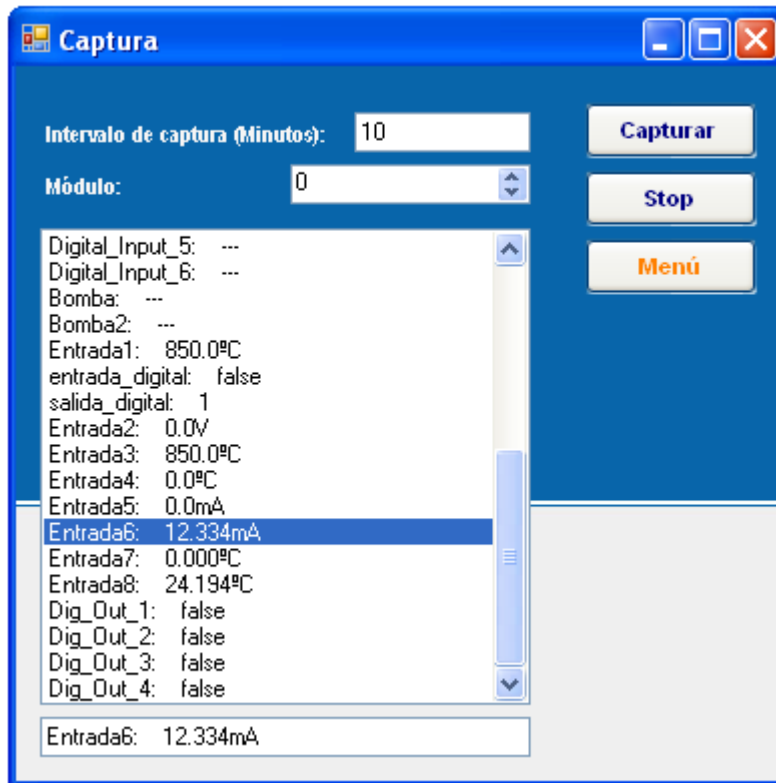 Captura
Intervalo de captura (Minutos): 10
Capturar
Módulo: 0
Stop
Menú
Digital_Input_5: ---
Digital_Input_6: ---
Bomba: ---
Bomba2: ---
Entrada1: 850.0ºC
entrada_digital: false
salida_digital: 1
Entrada2: 0.0V
Entrada3: 850.0ºC
Entrada4: 0.0ºC
Entrada5: 0.0mA
Entrada6: 12.334mA
Entrada7: 0.000ºC
Entrada8: 24.194ºC
Dig_Out_1: false
Dig_Out_2: false
Dig_Out_3: false
Dig_Out_4: false
Entrada6: 12.334mA